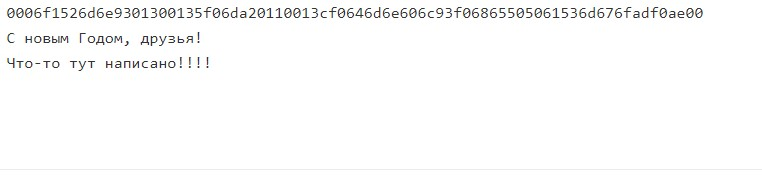 0006f1526d6e9301300135f06da20110013cf0646d6e606c93f06865505061536d676fadf0ae00
С новым Годом, друзья!
Что-то тут написано!!!!